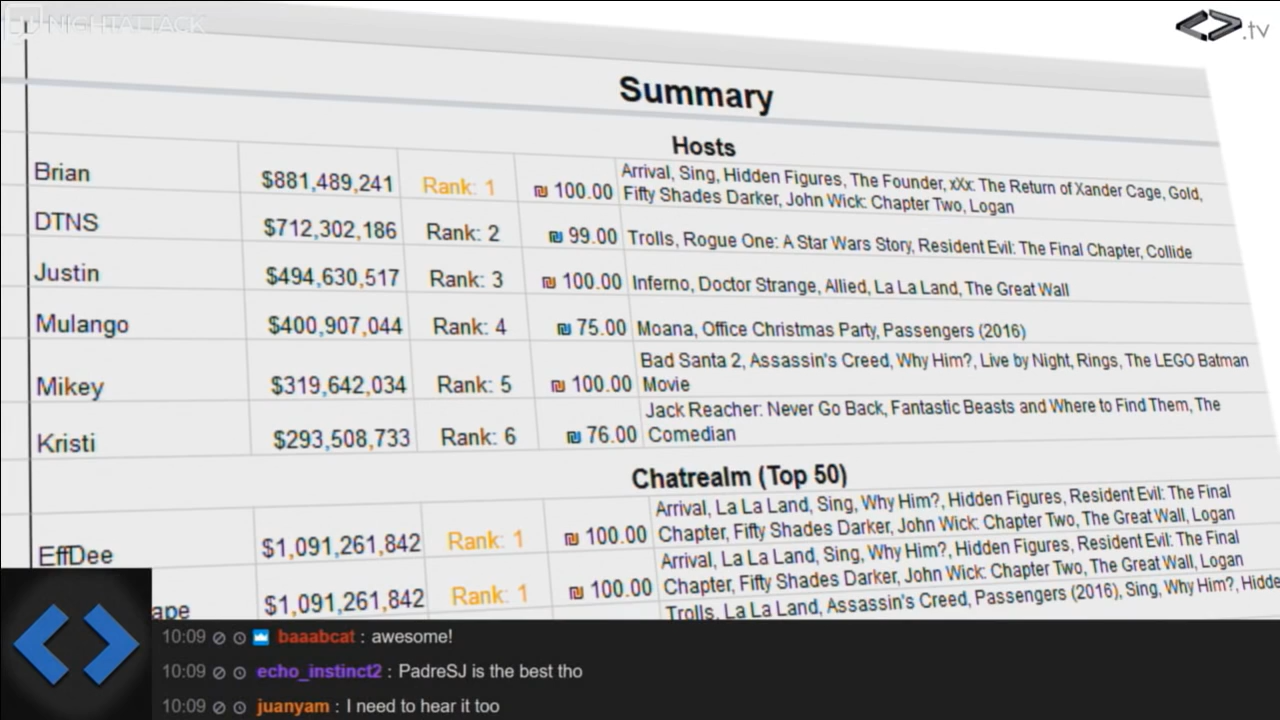 NIGHTATTACK
.tv
Summary
Hosts
Brian $881,489,241 Rank: 1 ₪ 100.00 Arrival, Sing, Hidden Figures, The Founder, xXx: The Return of Xander Cage, Gold,
Fifty Shades Darker, John Wick: Chapter Two, Logan
DTNS $712,302,186 Rank: 2 ₪ 99.00 Trolls, Rogue One: A Star Wars Story, Resident Evil: The Final Chapter, Collide
Justin $494,630,517 Rank: 3 ₪ 100.00 Inferno, Doctor Strange, Allied, La La Land, The Great Wall
Mulango $400,907,044 Rank: 4 ₪ 75.00 Moana, Office Christmas Party, Passengers (2016)
Mikey $319,642,034 Rank: 5 ₪ 100.00 Bad Santa 2, Assassin's Creed, Why Him?, Live by Night, Rings, The LEGO Batman
Movie
Kristi $293,508,733 Rank: 6 ₪ 76.00 Jack Reacher: Never Go Back, Fantastic Beasts and Where to Find Them, The
Comedian
Chatrealm (Top 50)
EffDee $1,091,261,842 Rank: 1 ₪ 100.00 Arrival, La La Land, Sing, Why Him?, Hidden Figures, Resident Evil: The Final
Chapter, Fifty Shades Darker, John Wick: Chapter Two, The Great Wall, Logan
ape $1,091,261,842 Rank: 1 ₪ 100.00 Arrival, La La Land, Sing, Why Him?, Hidden Figures, Resident Evil: The Final
Chapter, Fifty Shades Darker, John Wick: Chapter Two, The Great Wall, Logan
Trolls, La La Land, Assassin's Creed, Passengers (2016), Sing, Why Him?, Hidde
10:09 baaabcat : awesome!
10:09 echo_instinct2 : PadreSJ is the best tho
10:09 juanyam : I need to hear it too